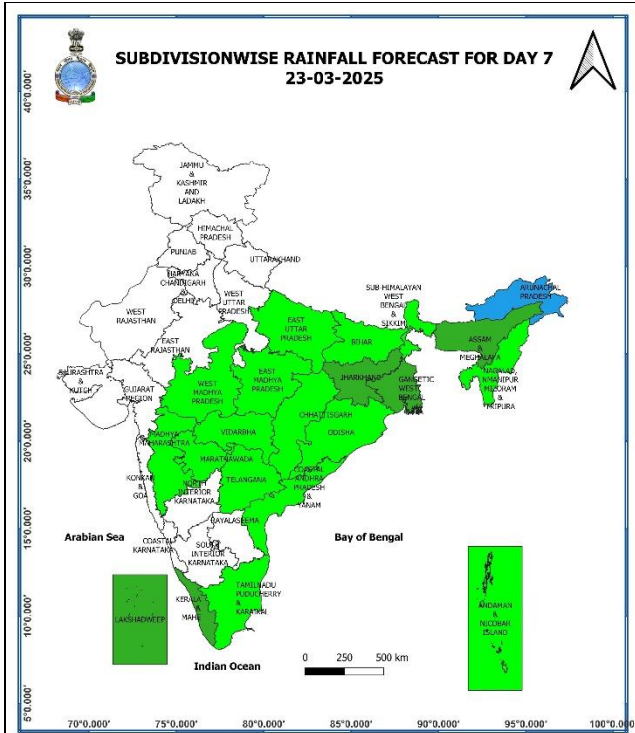 SUBDIVISIONWISE RAINFALL FORECAST FOR DAY 7
23-03-2025
40°0.000'
35°0.000'
30°0.000'
25°0.000'
20°0.000'
15°0.000'
10°0.000'
5°0.000'
JAMMU
&
KASHMIR
AND
LADAKH
HIMACHAL
PRADESH
PUNJAB
UTTARAKHAND
HARYANA
CHANDIGARH
&
DELHI
WEST
UTTAR
PRADESH
SUB-HIMALAYAN
WEST
BENGAL
&
SIKKIM
ARUNACHAL
PRADESH
WEST
RAJASTHAN
EAST
RAJASTHAN
EAST
UTTAR
PRADESH
BIHAR
ASSAM
&
MEGHALAYA
NAGALAND
MANIPUR
MIZORAM
&
TRIPURA
SAURASHTRA
&
KUTCH
GUJARAT
REGION
WEST
MADHYA
PRADESH
EAST
MADHYA
PRADESH
JHARKHAND
GANGETIC
WEST
BENGAL
CHHATTISGARH
ODISHA
MADHYA
MAHARASHTRA
VIDARBHA
MARATHAWADA
TELANGANA
COASTAL
ANDHRA
PRADESH
&
YANAM
KONKAN
&
GOA
NORTH
INTERIOR
KARNATAKA
RAYALASEEMA
Arabian Sea
COASTAL
KARNATAKA
SOUTH
INTERIOR
KARNATAKA
Bay of Bengal
TAMILNADU
PUDUCHERRY
&
KARAIKAL
KERALA
&
MAHE
LAKSHADWEEP
ANDAMAN
&
NICOBAR
ISLAND
Indian Ocean
0 250 500 km
70°0.000' 75°0.000' 80°0.000' 85°0.000' 90°0.000' 95°0.000' 100°0.000'